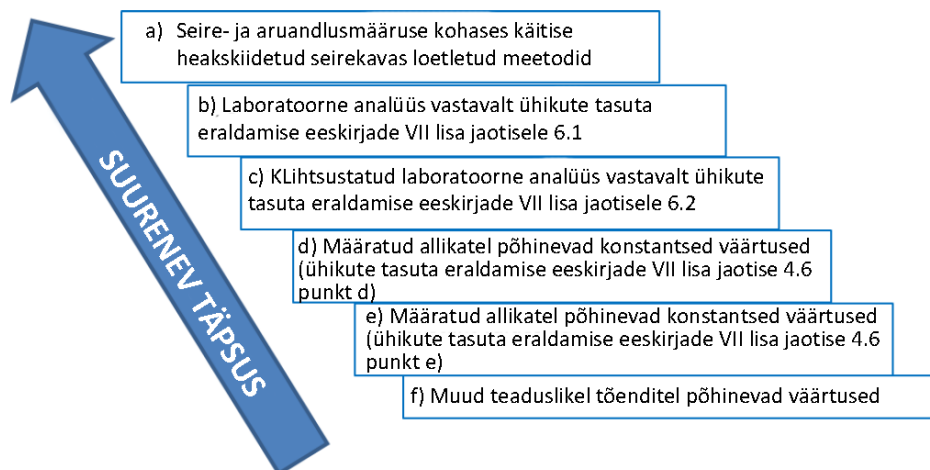 a) Seire- ja aruandlusmääruse kohases käitise
heakskiidetud seirekavas loetletud meetodid
b) Laboratoorne analüüs vastavalt ühikute tasuta
eraldamise eeskirjade VII lisa jaotisele 6.1
c) KLihtsustatud laboratoorne analüüs vastavalt ühikute
tasuta eraldamise eeskirjade VII lisa jaotisele 6.2
d) Määratud allikatel põhinevad konstantsed väärtused
(ühikute tasuta eraldamise eeskirjade VII lisa jaotise 4.6
punkt d)
e) Määratud allikatel põhinevad konstantsed väärtused
(ühikute tasuta eraldamise eeskirjade VII lisa jaotise 4.6
punkt e)
f) Muud teaduslikel tõenditel põhinevad väärtused
SUURENEV TÄPSUS